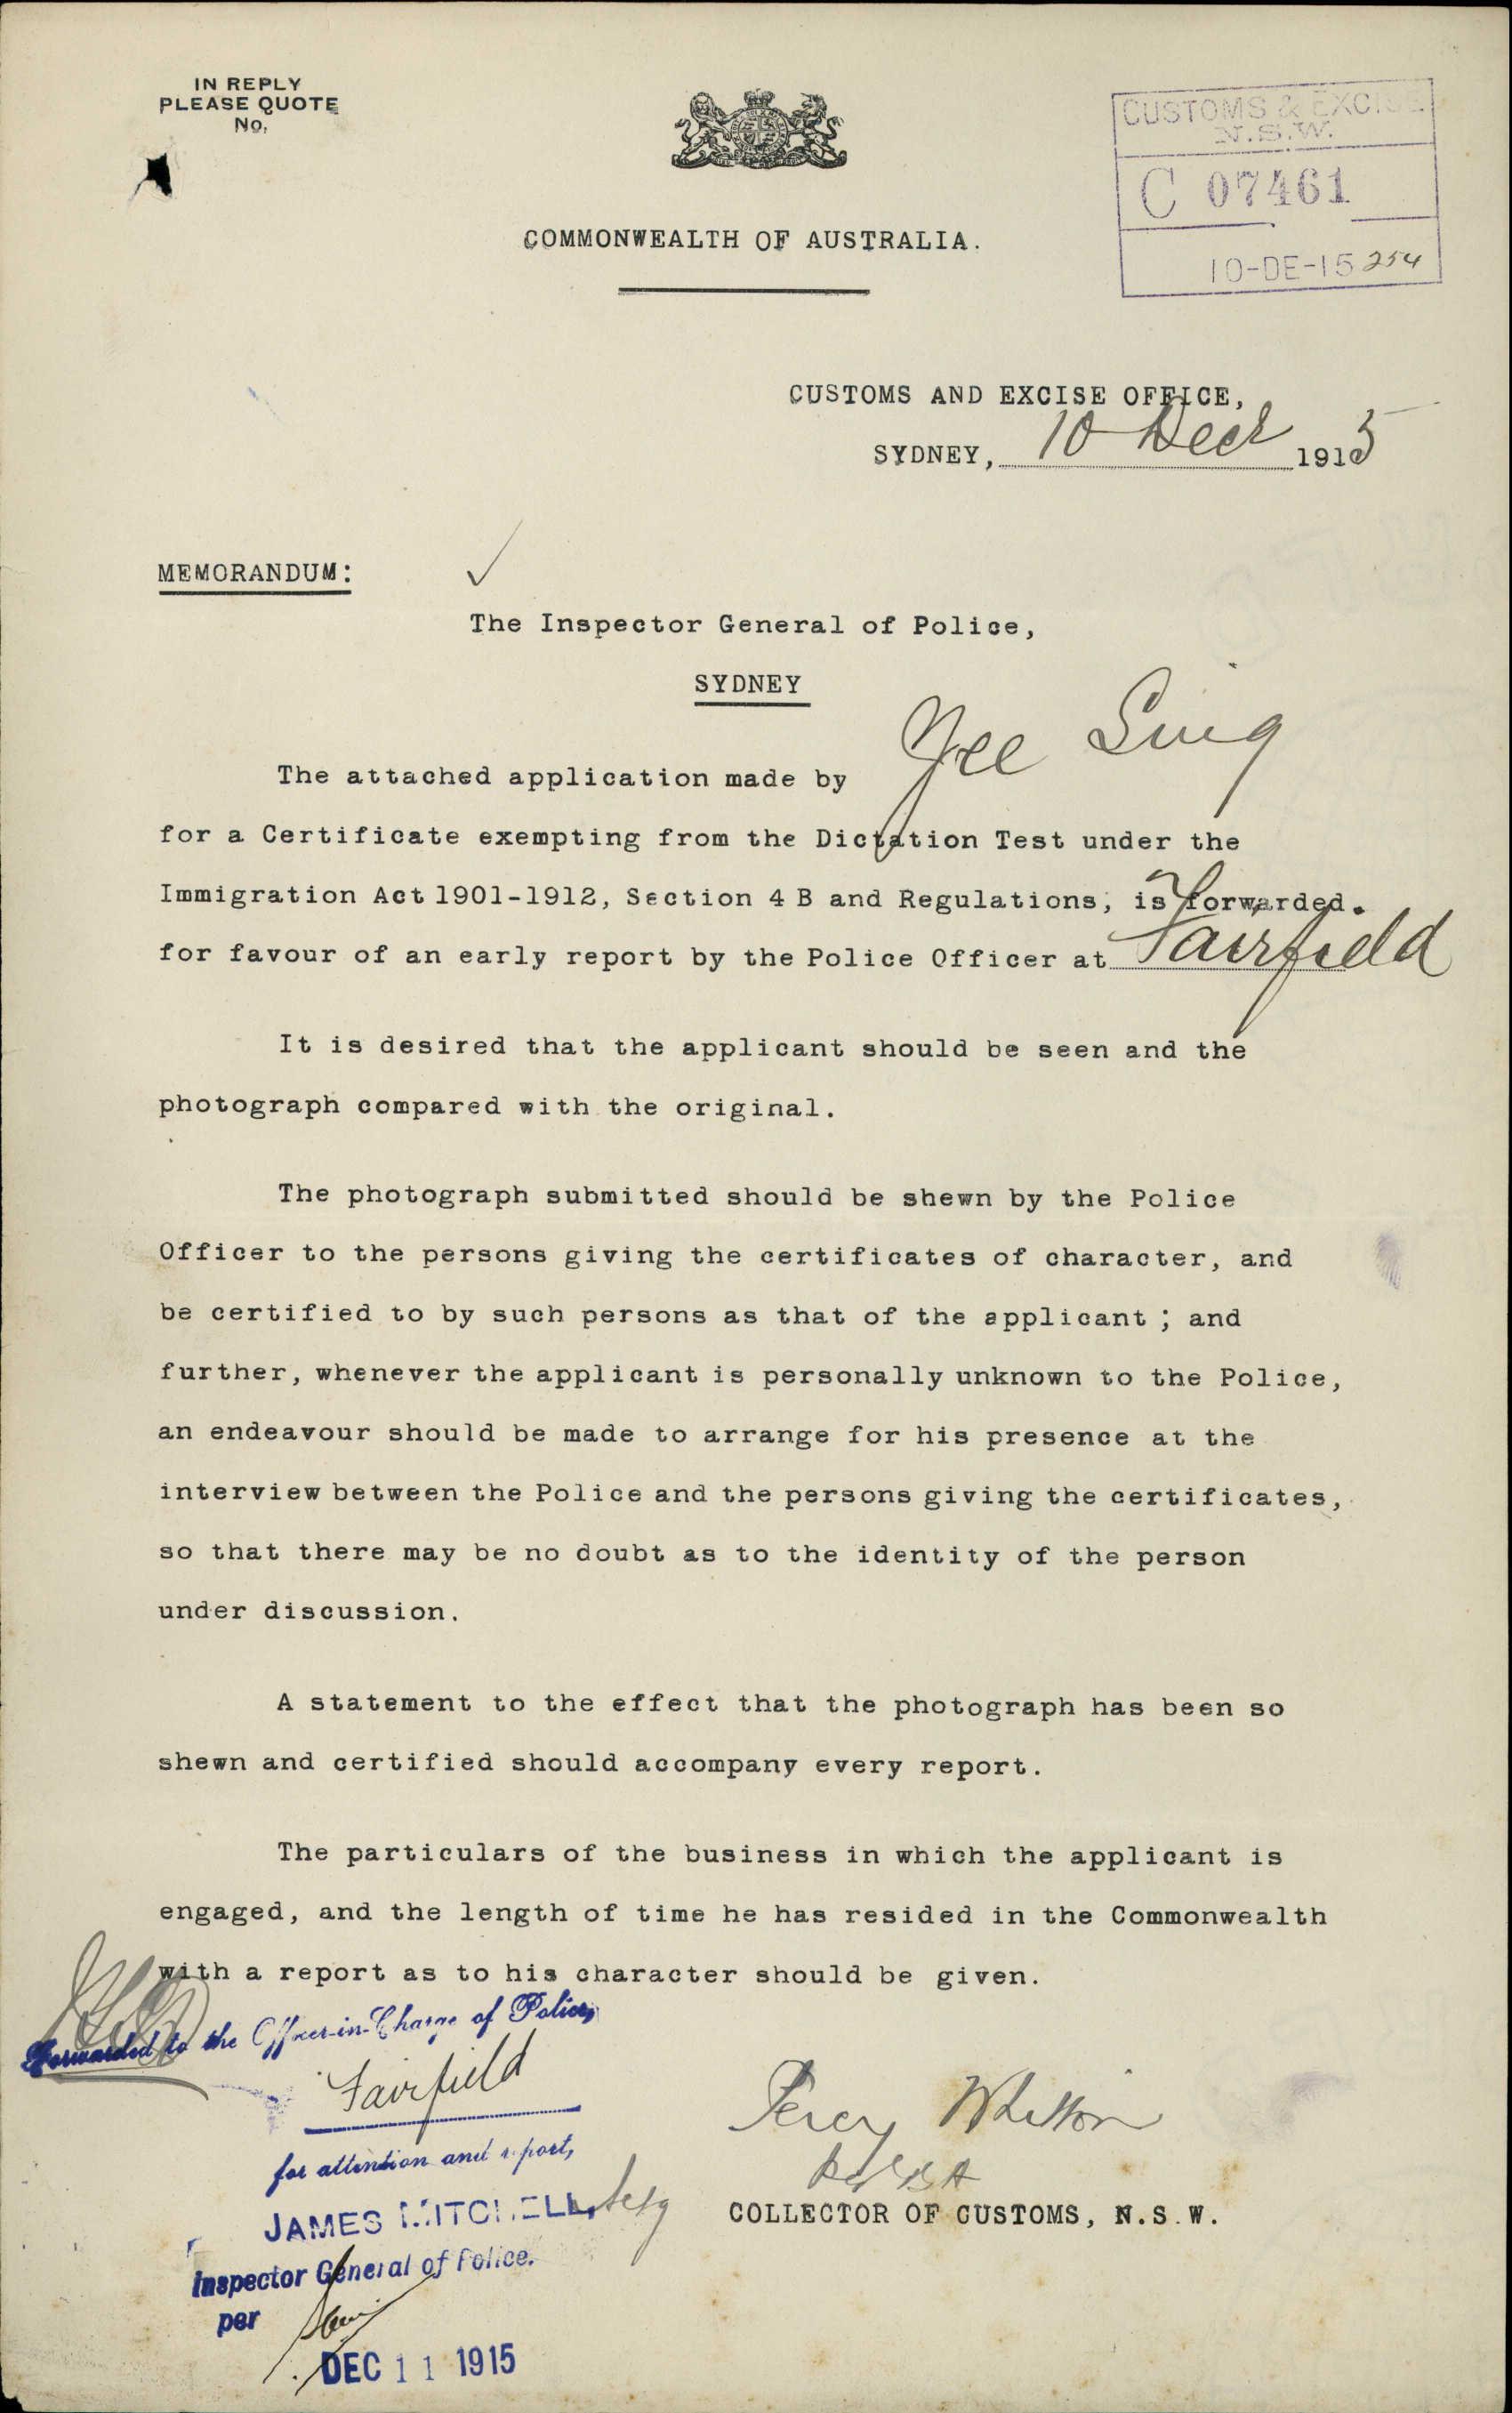 IN REPLY
PLEASE QUOTE
No.
CUSTOMS & EXCISE
N.S.W.
C 07461
10-DE-15 254
COMMONWEALTH OF AUSTRALIA.
CUSTOMS AND EXCISE OFFICE,
SYDNEY, 10 Decr 1915
MEMORANDUM:
The Inspector General of Police,
SYDNEY
The attached application made by Yee Sing
for a Certificate exempting from the Dictation Test under the
Immigration Act 1901-1912, Section 4 B and Regulations, is forwarded.
for favour of an early report by the Police Officer at Fairfield
It is desired that the applicant should be seen and the
photograph compared with the original.
The photograph submitted should be shewn by the Police
Officer to the persons giving the certificates of character, and
be certified to by such persons as that of the applicant ; and
further, whenever the applicant is personally unknown to the Police,
an endeavour should be made to arrange for his presence at the
interview between the Police and the persons giving the certificates,
so that there may be no doubt as to the identity of the person
under discussion.
A statement to the effect that the photograph has been so
shewn and certified should accompany every report.
The particulars of the business in which the applicant is
engaged, and the length of time he has resided in the Commonwealth
with a report as to his character should be given.
Forwarded to the Officer-in-Charge of Police,
Fairfield
for attention and report,
JAMES MITCHELL,
Inspector General of Police.
per
DEC 11 1915
Percy Whitton
COLLECTOR OF CUSTOMS, N.S.W.